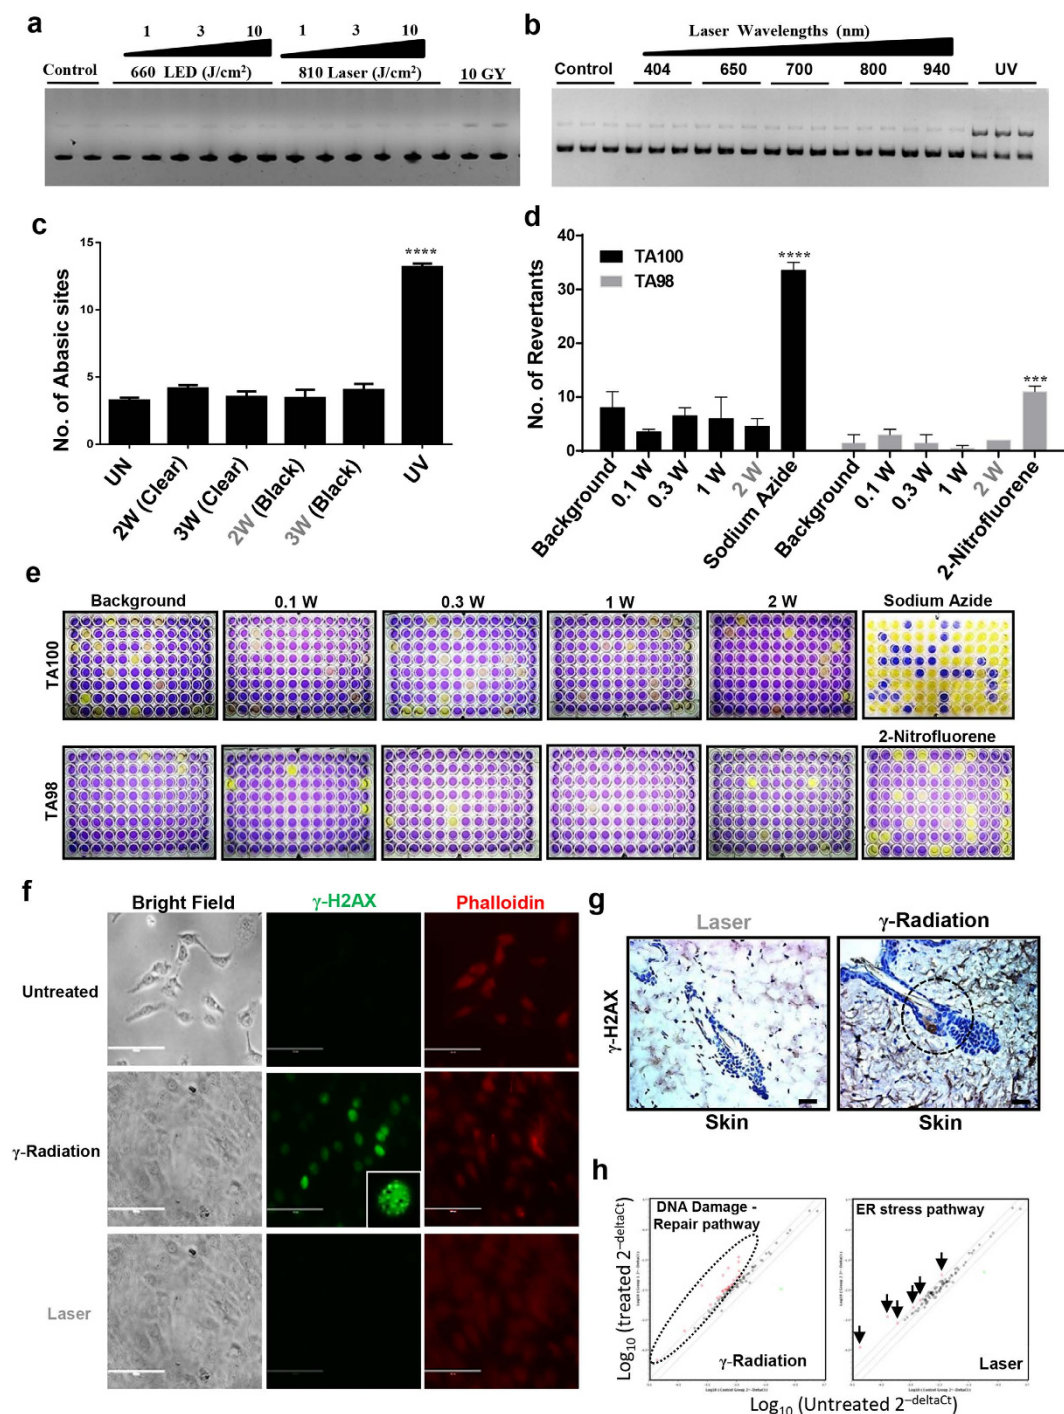 a
1 3 10
Control
660 LED (J/cm²)
1 3 10
810 Laser (J/cm²)
10 GY
b
Laser Wavelengths (nm)
Control 404 650 700 800 940 UV
c
No. of Abasic sites
15
10
5
0
****
UN
2W (Clear)
3W (Clear)
2W (Black)
3W (Black)
UV
d
No. of Revertants
40
30
20
10
0
TA100
TA98
****
***
Background
0.1 W
0.3 W
1 W
2 W
Sodium Azide
Background
0.1 W
0.3 W
1 W
2 W
2-Nitrofluorene
e
Background 0.1 W 0.3 W 1 W 2 W Sodium Azide
TA100
2-Nitrofluorene
TA98
f
Bright Field γ-H2AX Phalloidin
Untreated
γ-Radiation
Laser
g
Laser γ-Radiation
γ-H2AX
Skin Skin
h
Log₁₀ (treated 2^−deltaCt)
DNA Damage -
Repair pathway
γ-Radiation
ER stress pathway
Laser
Log₁₀ (Untreated 2^−deltaCt)